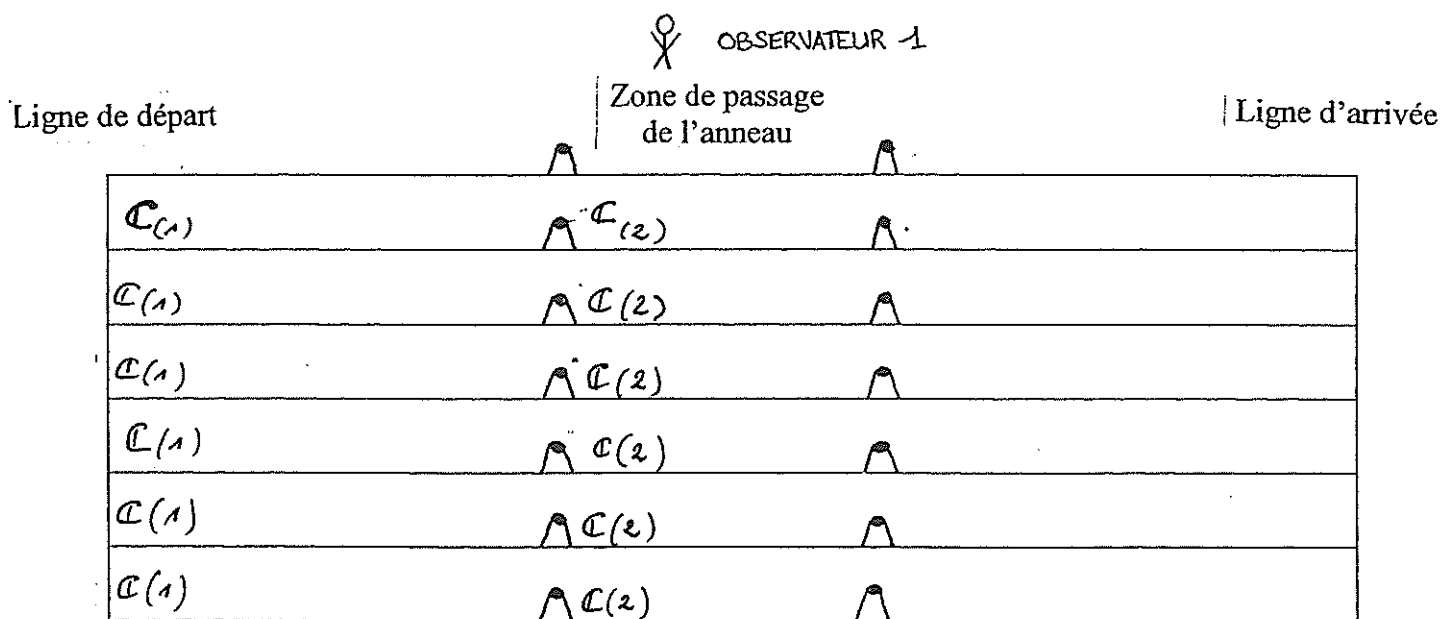 OBSERVATEUR 1
Ligne de départ
Zone de passage
de l'anneau
Ligne d'arrivée
C(1) C(2)
C(1) C(2)
C(1) C(2)
C(1) C(2)
C(1) C(2)
C(1) C(2)